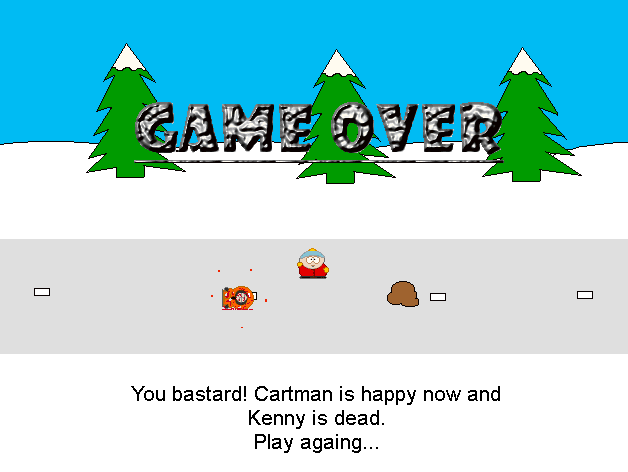 GAME OVER
You bastard! Cartman is happy now and
Kenny is dead.
Play againg...